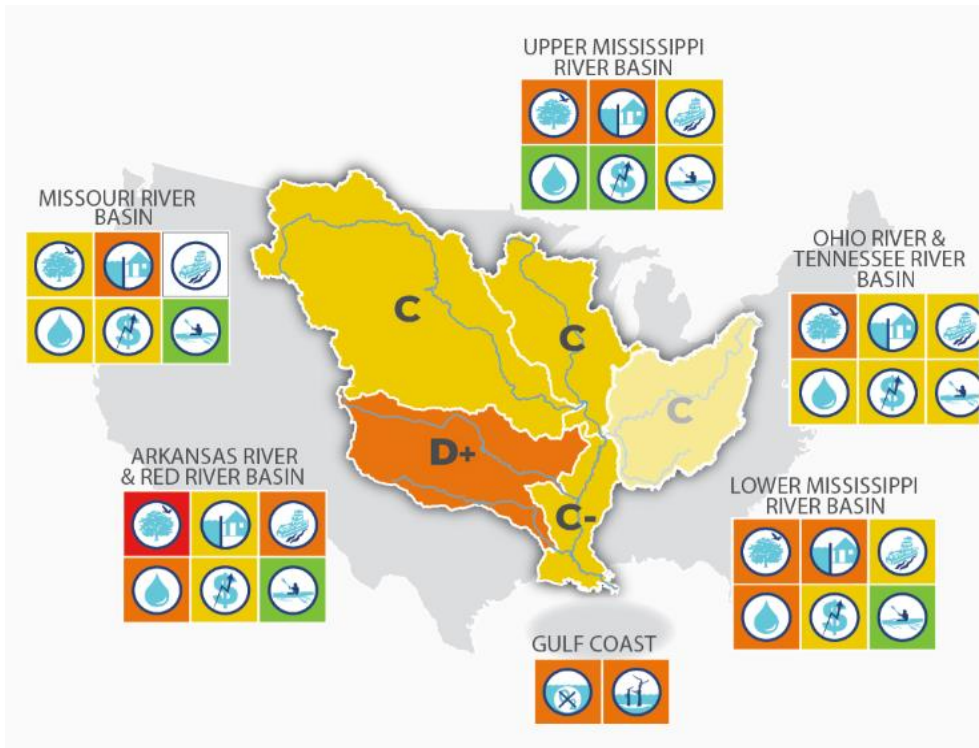 UPPER MISSISSIPPI
RIVER BASIN
$
MISSOURI RIVER
BASIN
$
OHIO RIVER &
TENNESSEE RIVER
BASIN
$
C
C
C
D+
C-
ARKANSAS RIVER
& RED RIVER BASIN
$
LOWER MISSISSIPPI
RIVER BASIN
$
GULF COAST